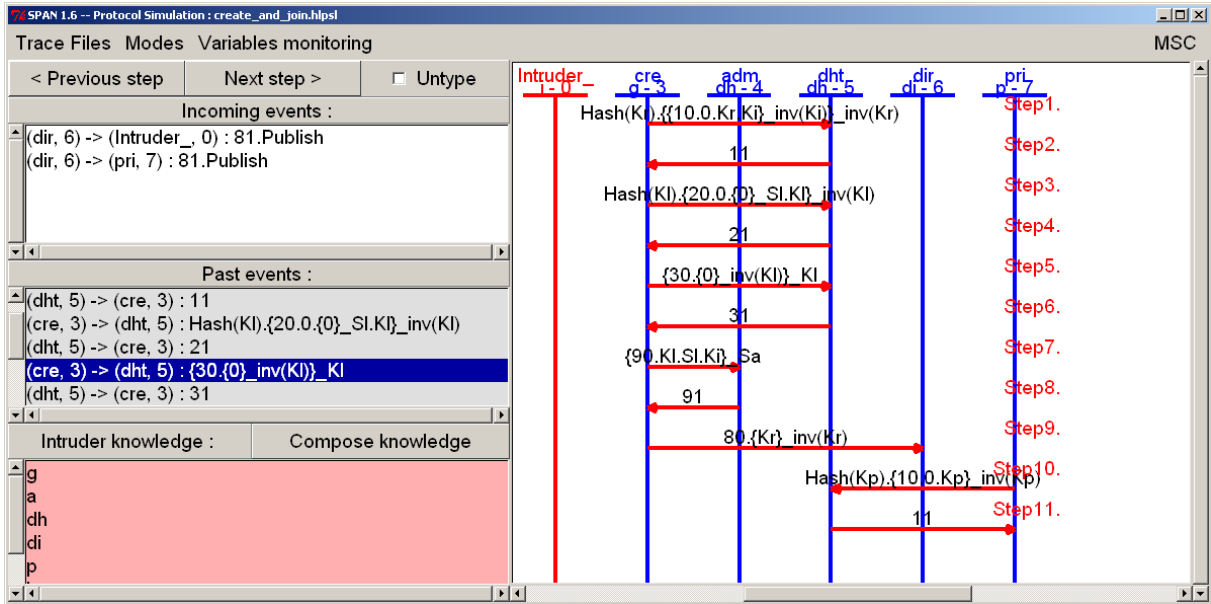 SPAN 1.6 -- Protocol Simulation : create_and_join.hlpsl
Trace Files Modes Variables monitoring MSC
< Previous step Next step > Untype
Incoming events :
(dir, 6) -> (Intruder_, 0) : 81.Publish
(dir, 6) -> (pri, 7) : 81.Publish
Past events :
(dht, 5) -> (cre, 3) : 11
(cre, 3) -> (dht, 5) : Hash(Kl).{20.0.{0}_Sl.Kl}_inv(Kl)
(dht, 5) -> (cre, 3) : 21
(cre, 3) -> (dht, 5) : {30.{0}_inv(Kl)}_Kl
(dht, 5) -> (cre, 3) : 31
Intruder knowledge : Compose knowledge
g
a
dh
di
p
Intruder_ cre adm dht dir pri
i - 0 g - 3 dh - 4 dh - 5 di - 6 p - 7
Step1.
Hash(Kr).{{10.0.Kr.Ki}_inv(Ki)}_inv(Kr)
Step2.
11
Step3.
Hash(Kl).{20.0.{0}_Sl.Kl}_inv(Kl)
Step4.
21
Step5.
{30.{0}_inv(Kl)}_Kl
Step6.
31
Step7.
{90.Kl.Sl.Ki}_Sa
Step8.
91
Step9.
80.{Kr}_inv(Kr)
Step10.
Hash(Kp).{10.0.Kp}_inv(Kp)
Step11.
11